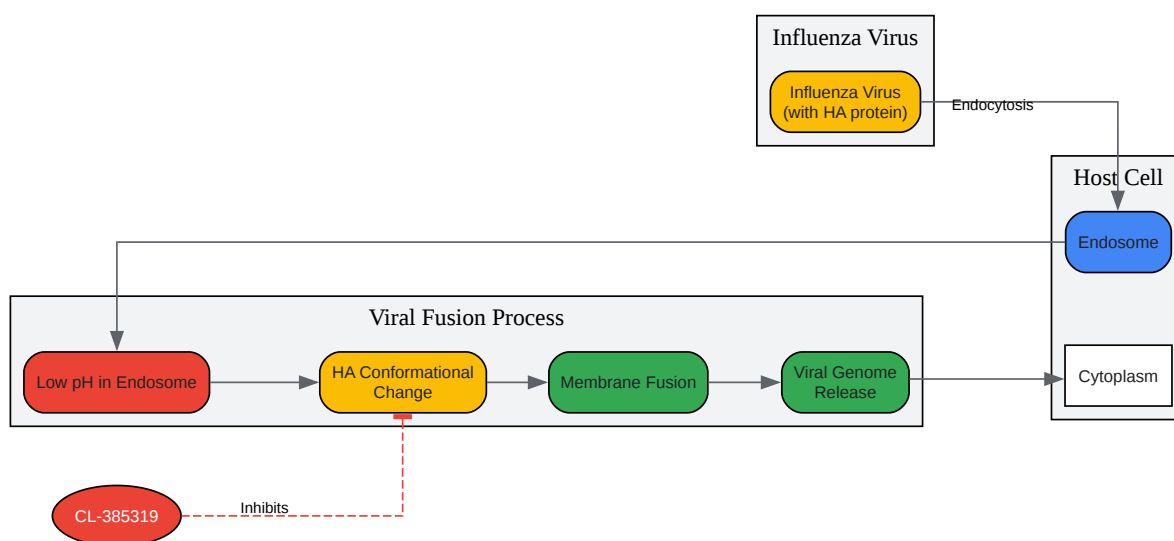 Influenza Virus
Influenza Virus
(with HA protein)
Endocytosis
Host Cell
Endosome
Viral Fusion Process
Low pH in Endosome
HA Conformational
Change
Membrane Fusion
Viral Genome
Release
Cytoplasm
CL-385319
Inhibits